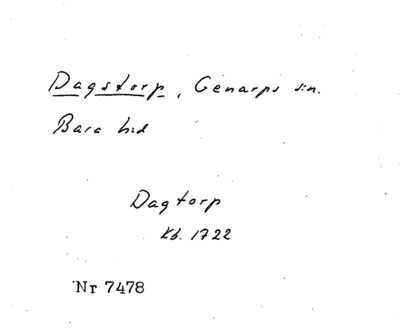 Dagstorp, Genarps sn.
Bara hd
Dagtorp
Kb. 1722
Nr 7478